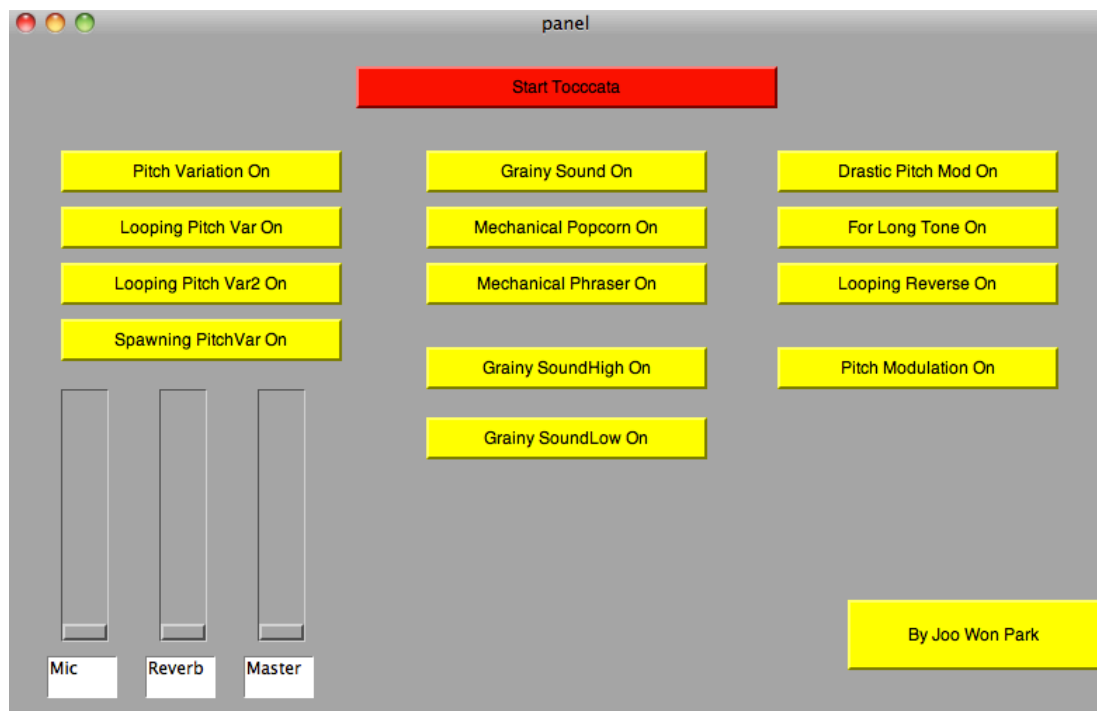 panel
Start Tocccata
Pitch Variation On
Grainy Sound On
Drastic Pitch Mod On
Looping Pitch Var On
Mechanical Popcorn On
For Long Tone On
Looping Pitch Var2 On
Mechanical Phraser On
Looping Reverse On
Spawning PitchVar On
Grainy SoundHigh On
Pitch Modulation On
Grainy SoundLow On
By Joo Won Park
Mic
Reverb
Master